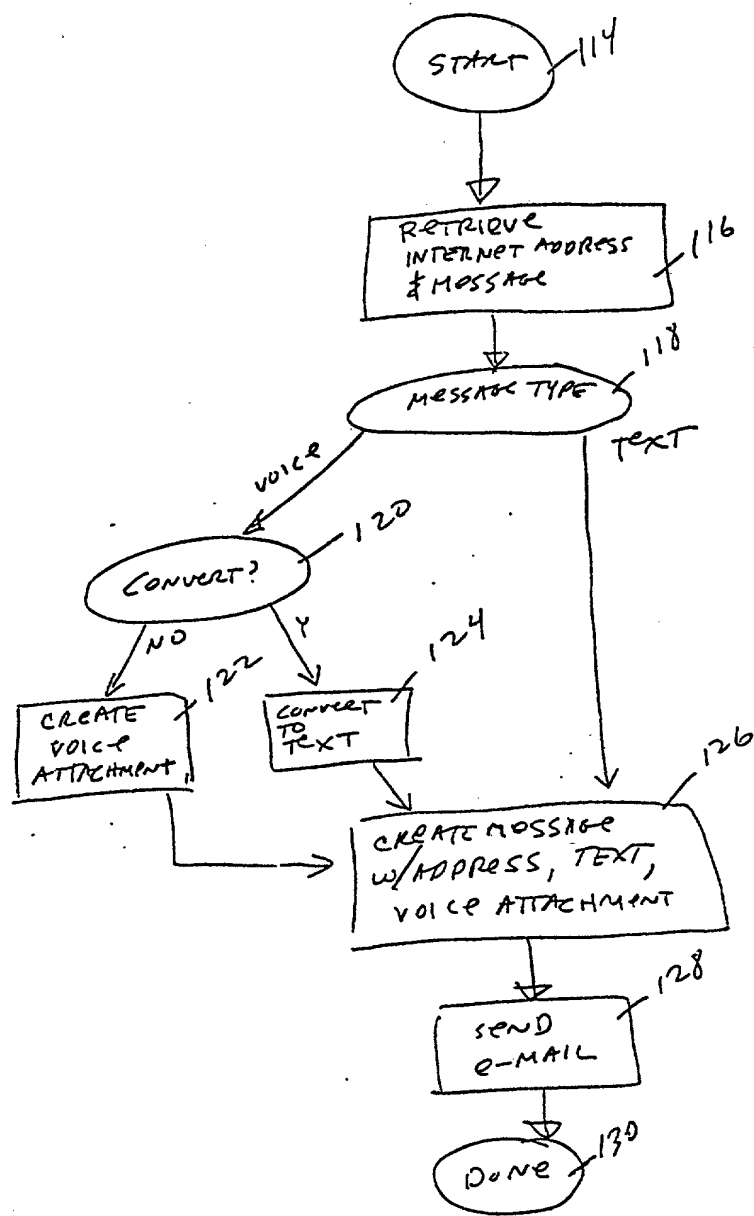 START
114
RETRIEVE
INTERNET ADDRESS
& MESSAGE
116
MESSAGE TYPE
118
VOICE
TEXT
CONVERT?
120
NO
Y
CREATE
VOICE
ATTACHMENT
122
CONVERT
TO
TEXT
124
CREATE MESSAGE
W/ADDRESS, TEXT,
VOICE ATTACHMENT
126
SEND
e-MAIL
128
DONE
130